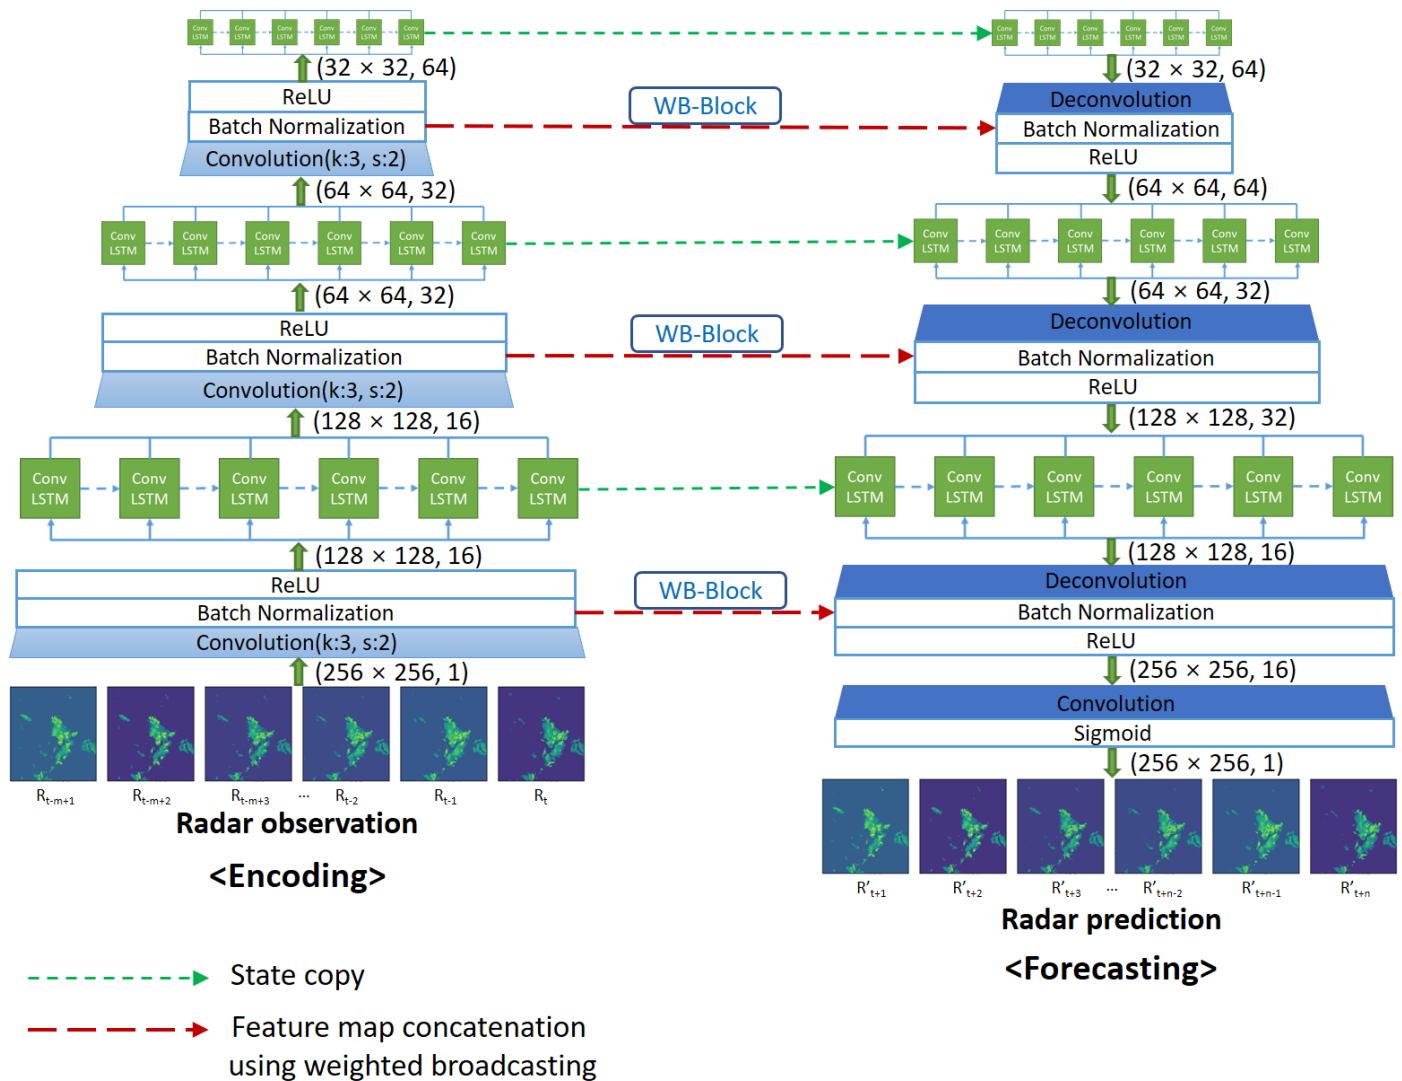 Conv LSTM Conv LSTM Conv LSTM Conv LSTM Conv LSTM Conv LSTM
(32 × 32, 64)
ReLU
Batch Normalization
Convolution(k:3, s:2)
(64 × 64, 32)
Conv LSTM Conv LSTM Conv LSTM Conv LSTM Conv LSTM Conv LSTM
(64 × 64, 32)
ReLU
Batch Normalization
Convolution(k:3, s:2)
(128 × 128, 16)
Conv LSTM Conv LSTM Conv LSTM Conv LSTM Conv LSTM Conv LSTM
(128 × 128, 16)
ReLU
Batch Normalization
Convolution(k:3, s:2)
(256 × 256, 1)
R_{t-m+1} R_{t-m+2} R_{t-m+3} ... R_{t-2} R_{t-1} R_t
Radar observation
<Encoding>
WB-Block
WB-Block
WB-Block
Conv LSTM Conv LSTM Conv LSTM Conv LSTM Conv LSTM Conv LSTM
(32 × 32, 64)
Deconvolution
Batch Normalization
ReLU
(64 × 64, 64)
Conv LSTM Conv LSTM Conv LSTM Conv LSTM Conv LSTM Conv LSTM
(64 × 64, 32)
Deconvolution
Batch Normalization
ReLU
(128 × 128, 32)
Conv LSTM Conv LSTM Conv LSTM Conv LSTM Conv LSTM Conv LSTM
(128 × 128, 16)
Deconvolution
Batch Normalization
ReLU
(256 × 256, 16)
Convolution
Sigmoid
(256 × 256, 1)
R’_{t+1} R’_{t+2} R’_{t+3} ... R’_{t+n-2} R’_{t+n-1} R’_{t+n}
Radar prediction
<Forecasting>
State copy
Feature map concatenation
using weighted broadcasting